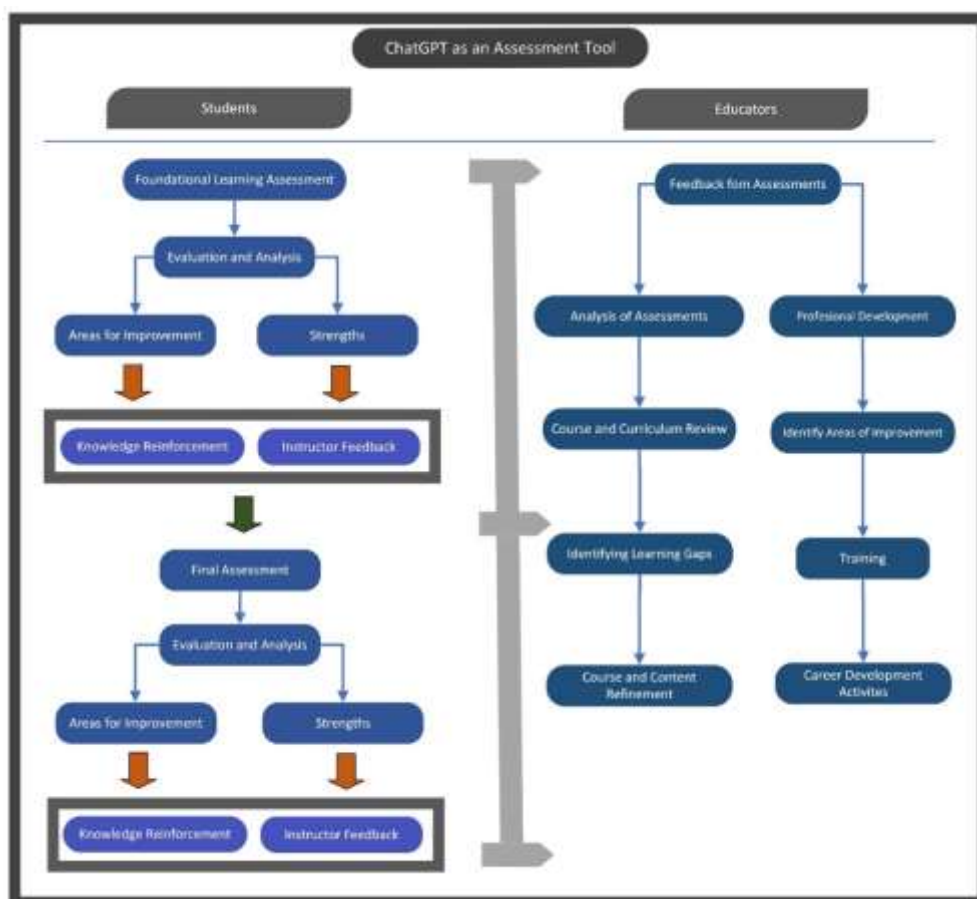 ChatGPT as an Assessment Tool
Students
Educators
Foundational Learning Assessment
Evaluation and Analysis
Areas for Improvement
Strengths
Knowledge Reinforcement
Instructor Feedback
Final Assessment
Evaluation and Analysis
Areas for Improvement
Strengths
Knowledge Reinforcement
Instructor Feedback
Feedback forn Assessments
Analysis of Assessments
Profesional Development
Course and Curriculum Review
Identify Areas of Improvement
Identifying Learning Gaps
Training
Course and Content
Refinement
Career Development
Activites